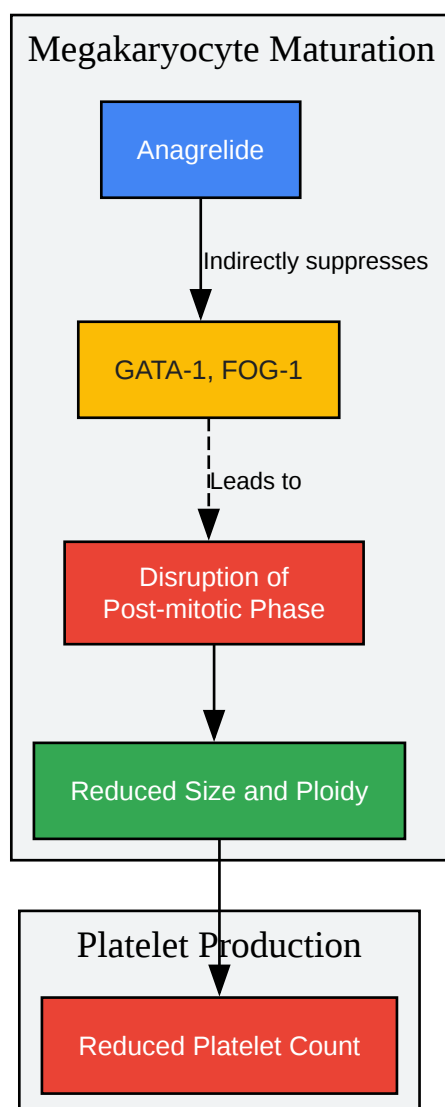 Megakaryocyte Maturation
Anagrelide
Indirectly suppresses
GATA-1, FOG-1
Leads to
Disruption of
Post-mitotic Phase
Reduced Size and Ploidy
Platelet Production
Reduced Platelet Count